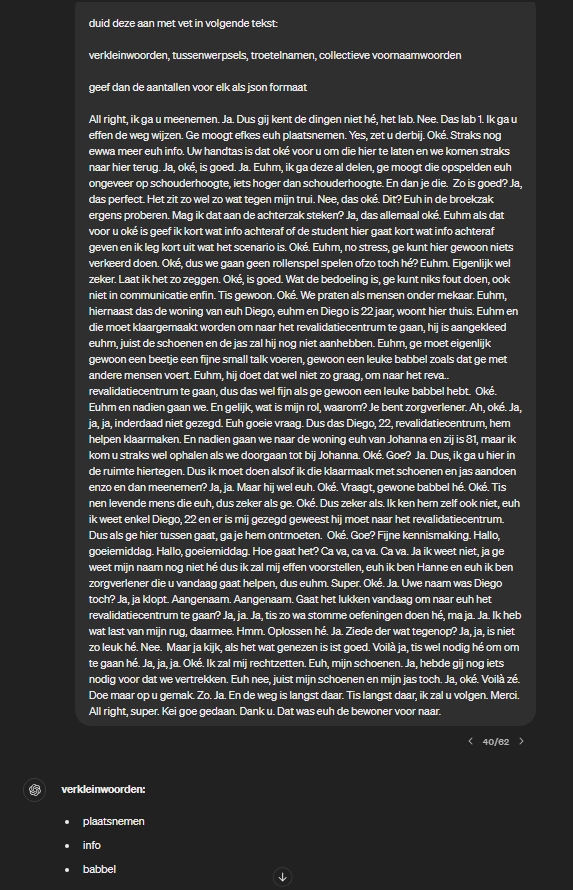 duid deze aan met vet in volgende tekst:
verkleinwoorden, tussenwerpsels, troetelnamen, collectieve voornaamwoorden
geef dan de aantallen voor elk als json formaat
All right, ik ga u meenemen. Ja. Dus gij kent de dingen niet hé, het lab. Nee. Das lab 1. Ik ga u
effen de weg wijzen. Ge moogt efkes euh plaatsnemen. Yes, zet u derbij. Oké. Straks nog
ewwa meer euh info. Uw handtas is dat oké voor u om die hier te laten en we komen straks
naar hier terug. Ja, oké, is goed. Ja. Euhm, ik ga deze al delen, ge moogt die opspelden euh
ongeveer op schouderhoogte, iets hoger dan schouderhoogte. En dan je die.  Zo is goed? Ja,
das perfect. Het zit zo wel zo wat tegen mijn trui. Nee, das oké. Dit? Euh in de broekzak
ergens proberen. Mag ik dat aan de achterzak steken? Ja, das allemaal oké. Euhm als dat
voor u oké is geef ik kort wat info achteraf of de student hier gaat kort wat info achteraf
geven en ik leg kort uit wat het scenario is. Oké. Euhm, no stress, ge kunt hier gewoon niets
verkeerd doen. Oké, dus we gaan geen rollenspel spelen ofzo toch hé? Euhm. Eigenlijk wel
zeker. Laat ik het zo zeggen. Oké, is goed. Wat de bedoeling is, ge kunt niks fout doen, ook
niet in communicatie enfin. Tis gewoon. Oké. We praten als mensen onder mekaar. Euhm,
hiernaast das de woning van euh Diego, euhm en Diego is 22 jaar, woont hier thuis. Euhm en
die moet klaargemaakt worden om naar het revalidatiecentrum te gaan, hij is aangekleed
euhm, juist de schoenen en de jas zal hij nog niet aanhebben. Euhm, ge moet eigenlijk
gewoon een beetje een fijne small talk voeren, gewoon een leuke babbel zoals dat ge met
andere mensen voert. Euhm, hij doet dat wel niet zo graag, om naar het reva..
revalidatiecentrum te gaan, dus das wel fijn als ge gewoon een leuke babbel hebt.  Oké.
Euhm en nadien gaan we. En gelijk, wat is mijn rol, waarom? Je bent zorgverlener. Ah, oké. Ja,
ja, ja, inderdaad niet gezegd. Euh goeie vraag. Dus das Diego, 22, revalidatiecentrum, hem
helpen klaarmaken. En nadien gaan we naar de woning euh van Johanna en zij is 81, maar ik
kom u straks wel ophalen als we doorgaan tot bij Johanna. Oké. Goe?  Ja. Dus, ik ga u hier in
de ruimte hiertegen. Dus ik moet doen alsof ik die klaarmaak met schoenen en jas aandoen
enzo en dan meenemen? Ja, ja. Maar hij wel euh. Oké. Vraagt, gewone babbel hé. Oké. Tis
nen levende mens die euh, dus zeker als ge. Oké. Dus zeker als. Ik ken hem zelf ook niet, euh
ik weet enkel Diego, 22 en er is mij gezegd geweest hij moet naar het revalidatiecentrum.
Dus als ge hier tussen gaat, ga je hem ontmoeten.  Oké. Goe? Fijne kennismaking. Hallo,
goeiemiddag. Hallo, goeiemiddag. Hoe gaat het? Ca va, ca va. Ca va. Ja ik weet niet, ja ge
weet mijn naam nog niet hé dus ik zal mij effen voorstellen, euh ik ben Hanne en euh ik ben
zorgverlener die u vandaag gaat helpen, dus euhm. Super. Oké. Ja. Uwe naam was Diego
toch? Ja, ja klopt. Aangenaam. Aangenaam. Gaat het lukken vandaag om naar euh het
revalidatiecentrum te gaan? Ja, ja. Ja, tis zo wa stomme oefeningen doen hé, ma ja. Ja. Ik heb
wat last van mijn rug, daarmee. Hmm. Oplossen hé. Ja. Ziede der wat tegenop? Ja, ja, is niet
zo leuk hé. Nee.  Maar ja kijk, als het wat genezen is ist goed. Voilà ja, tis wel nodig hé om om
te gaan hé. Ja, ja, ja. Oké. Ik zal mij rechtzetten. Euh, mijn schoenen. Ja, hebde gij nog iets
nodig voor dat we vertrekken. Euh nee, juist mijn schoenen en mijn jas toch. Ja, oké. Voilà zé.
Doe maar op u gemak. Zo. Ja. En de weg is langst daar. Tis langst daar, ik zal u volgen. Merci.
All right, super. Kei goe gedaan. Dank u. Dat was euh de bewoner voor naar.
40/62
verkleinwoorden:
plaatsnemen
info
babbel